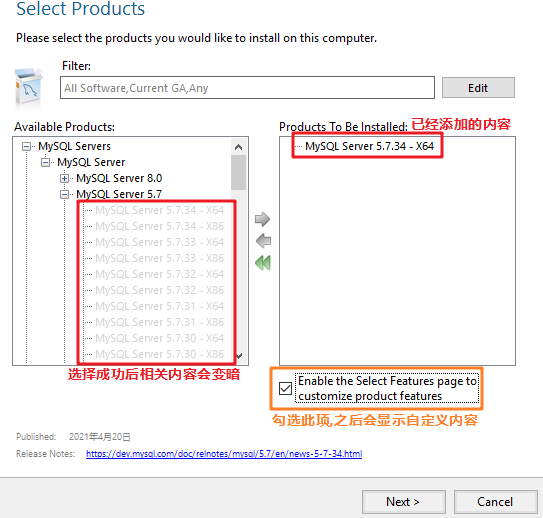 Select Products
Please select the products you would like to install on this computer.
Filter:
All Software,Current GA,Any
Edit
Available Products:
Products To Be Installed:
已经添加的内容
MySQL Servers
MySQL Server
MySQL Server 8.0
MySQL Server 5.7
MySQL Server 5.7.34 - X64
MySQL Server 5.7.34 - X86
MySQL Server 5.7.33 - X64
MySQL Server 5.7.33 - X86
MySQL Server 5.7.32 - X64
MySQL Server 5.7.32 - X86
MySQL Server 5.7.31 - X64
MySQL Server 5.7.31 - X86
MySQL Server 5.7.30 - X64
MySQL Server 5.7.30 - X86
MySQL Server 5.7.34 - X64
选择成功后相关内容会变暗
Enable the Select Features page to
customize product features
勾选此项,之后会显示自定义内容
Published: 2021年4月20日
Release Notes: https://dev.mysql.com/doc/relnotes/mysql/5.7/en/news-5-7-34.html
Next >
Cancel